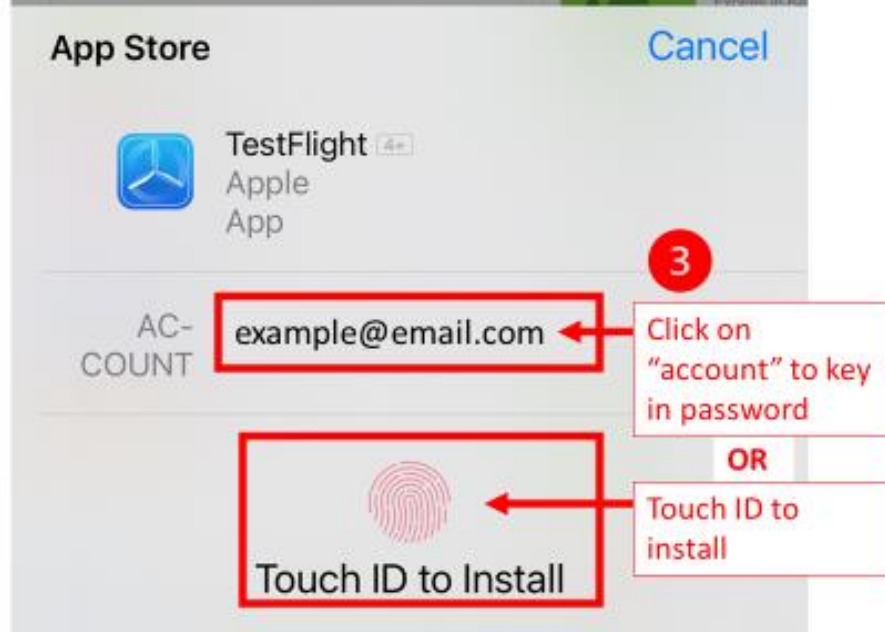 App Store
Cancel
TestFlight 4+
Apple
App
3
AC-
COUNT
example@email.com
Click on
“account” to key
in password
OR
Touch ID to
install
Touch ID to Install